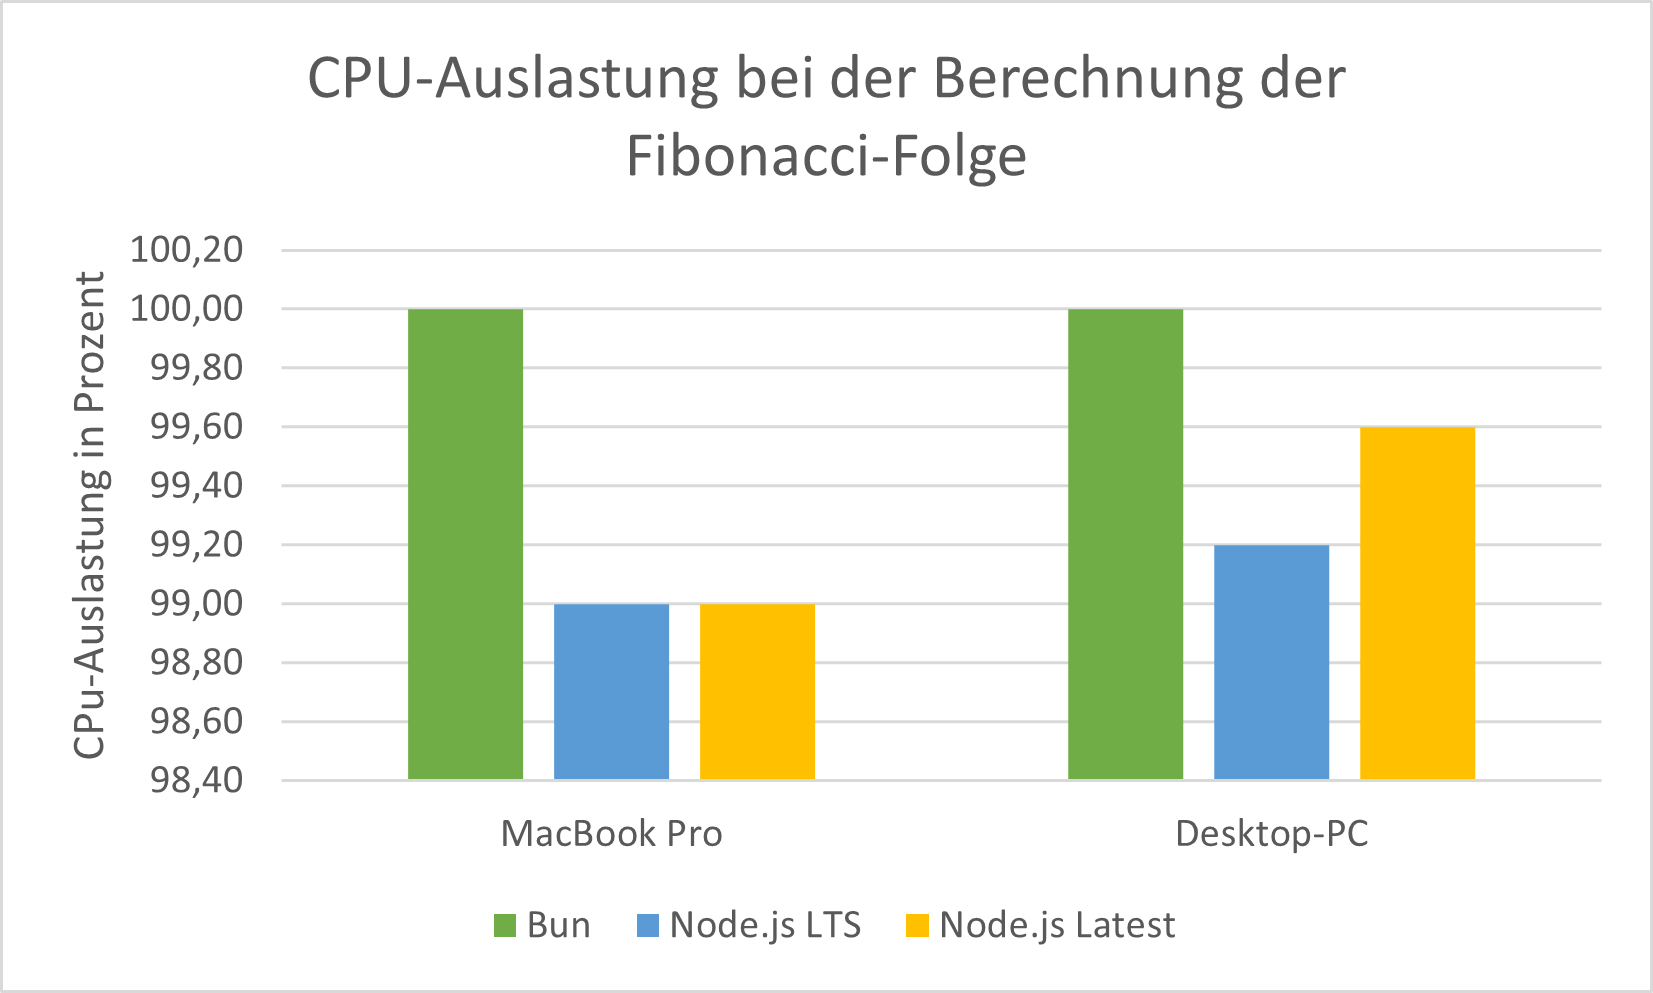 CPU-Auslastung bei der Berechnung der
Fibonacci-Folge
CPu-Auslastung in Prozent
100,20
100,00
99,80
99,60
99,40
99,20
99,00
98,80
98,60
98,40
MacBook Pro
Desktop-PC
Bun
Node.js LTS
Node.js Latest